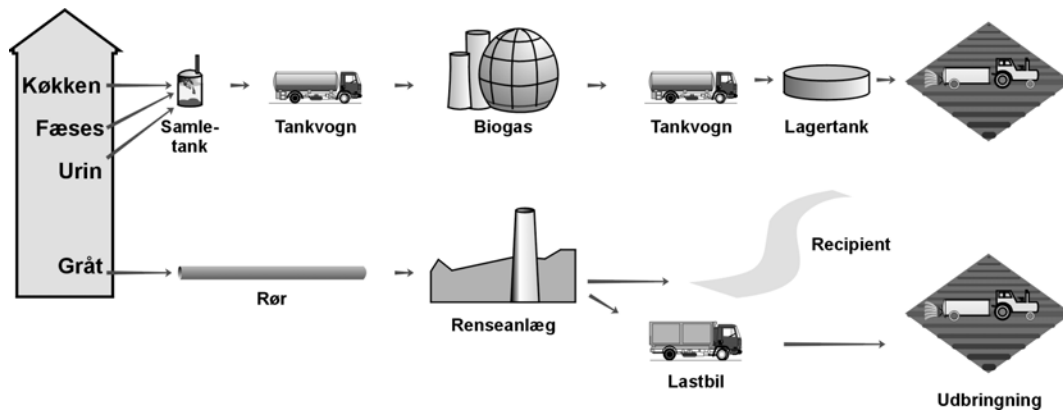 Køkken
Fæses
Urin
Samle-
tank
Tankvogn
Biogas
Tankvogn
Lagertank
Gråt
Rør
Renseanlæg
Recipient
Lastbil
Udbringning